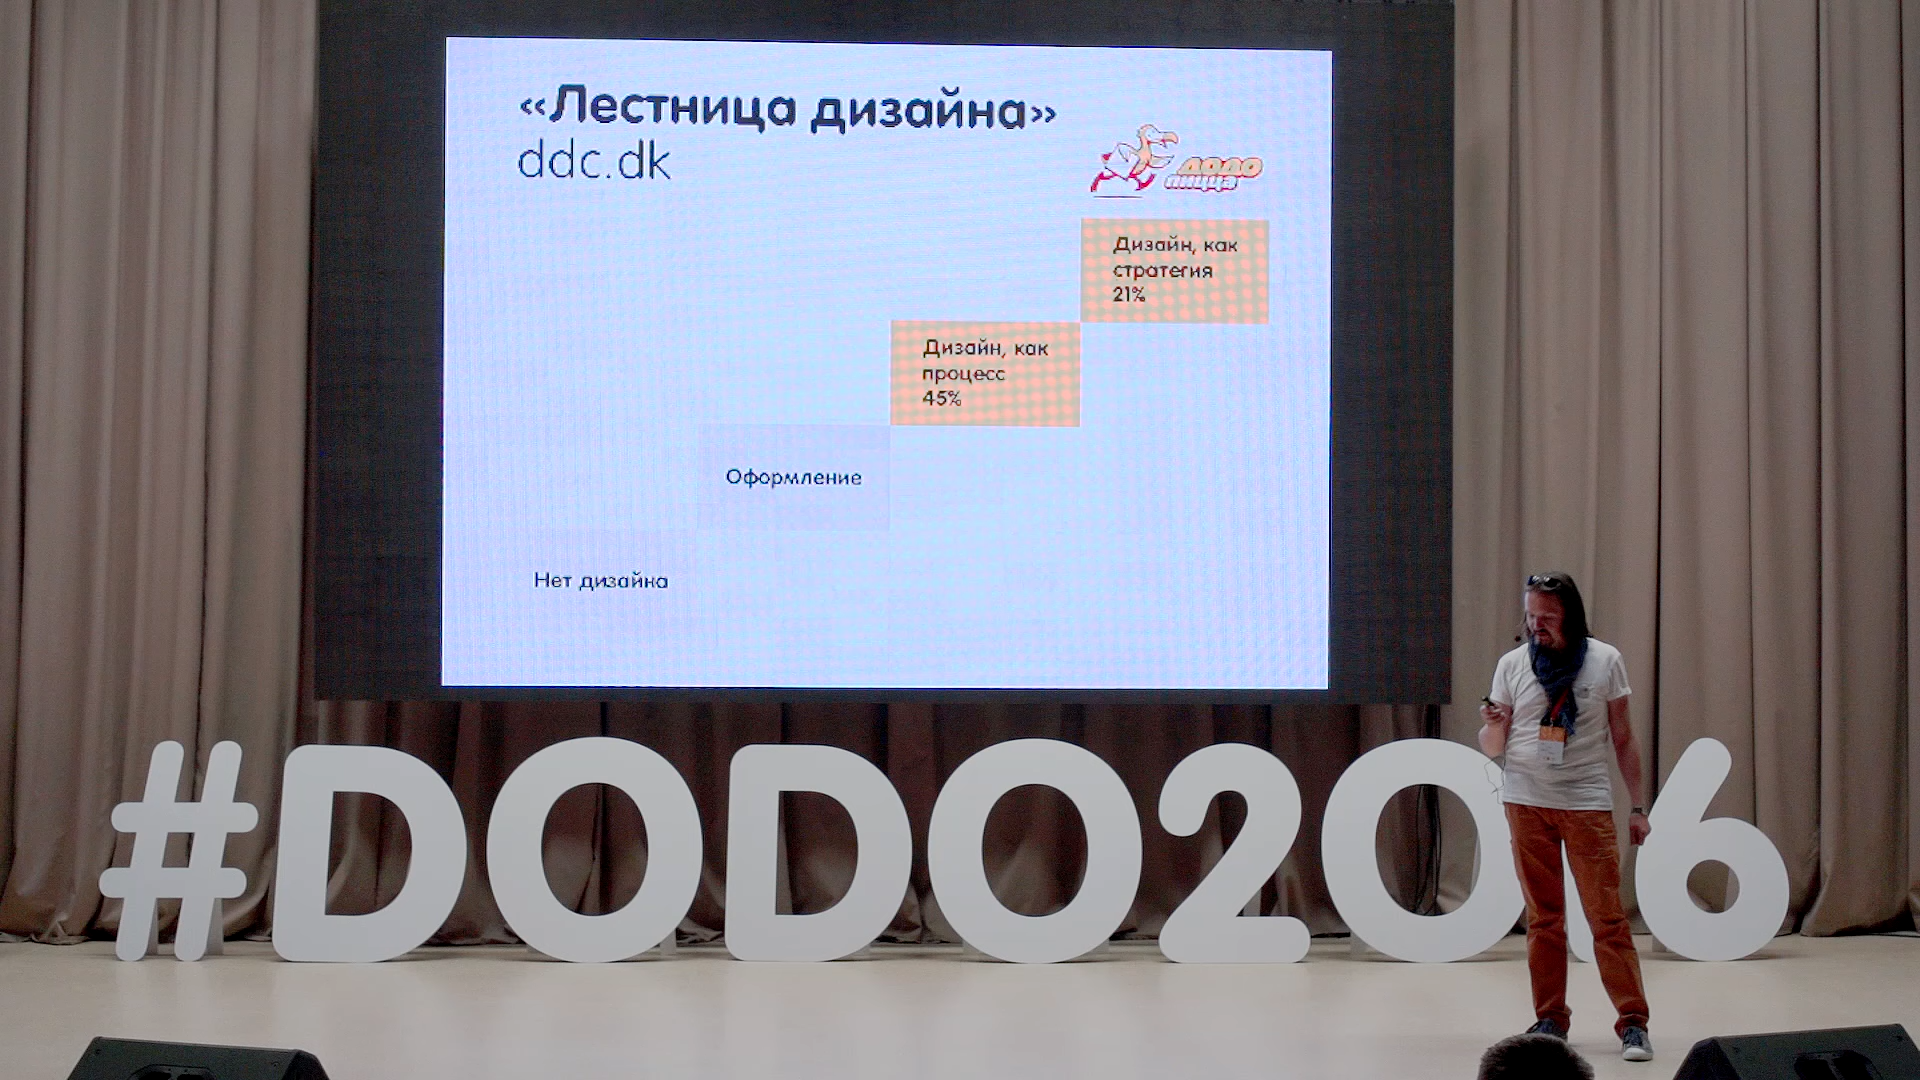 «Лестница дизайна»
ddc.dk
ДОДО
ПИЦЦА
Дизайн, как
стратегия
21%
Дизайн, как
процесс
45%
Оформление
Нет дизайна
#DODO2016